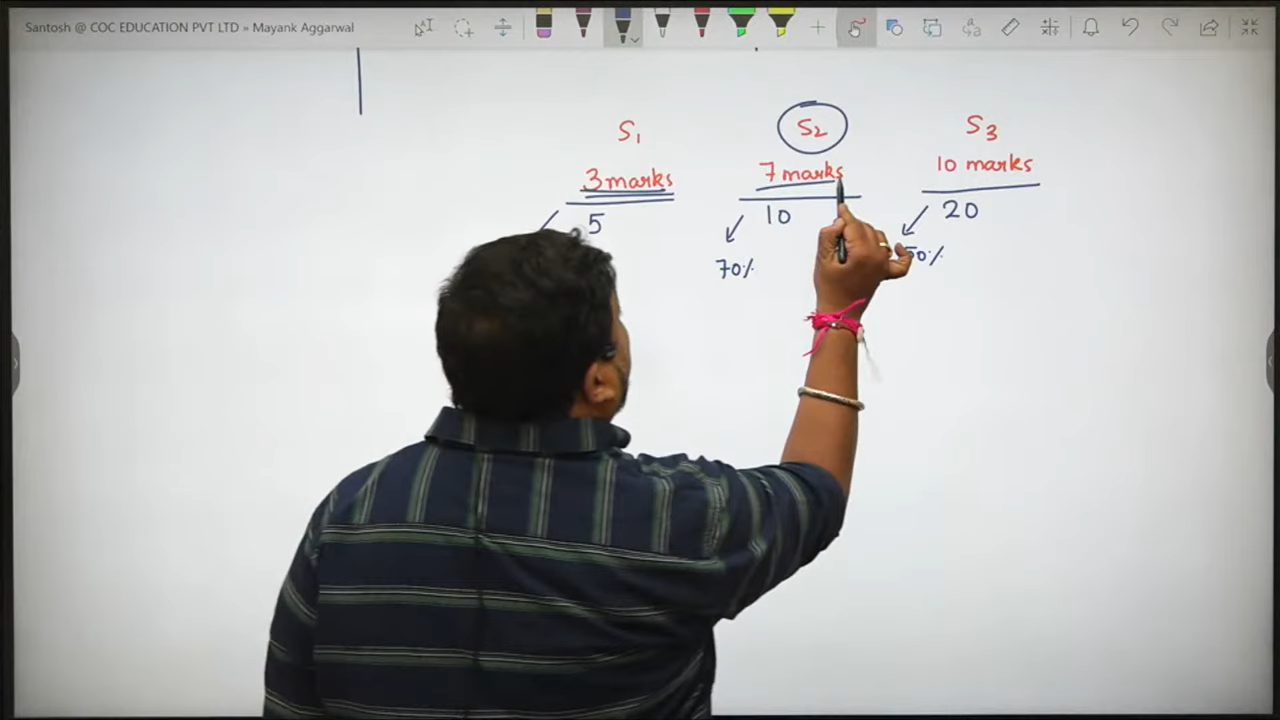 Santosh @ COC EDUCATION PVT LTD » Mayank Aggarwal
S1 S2 S3
3 marks 7 marks 10 marks
5 10 20
70% 50%